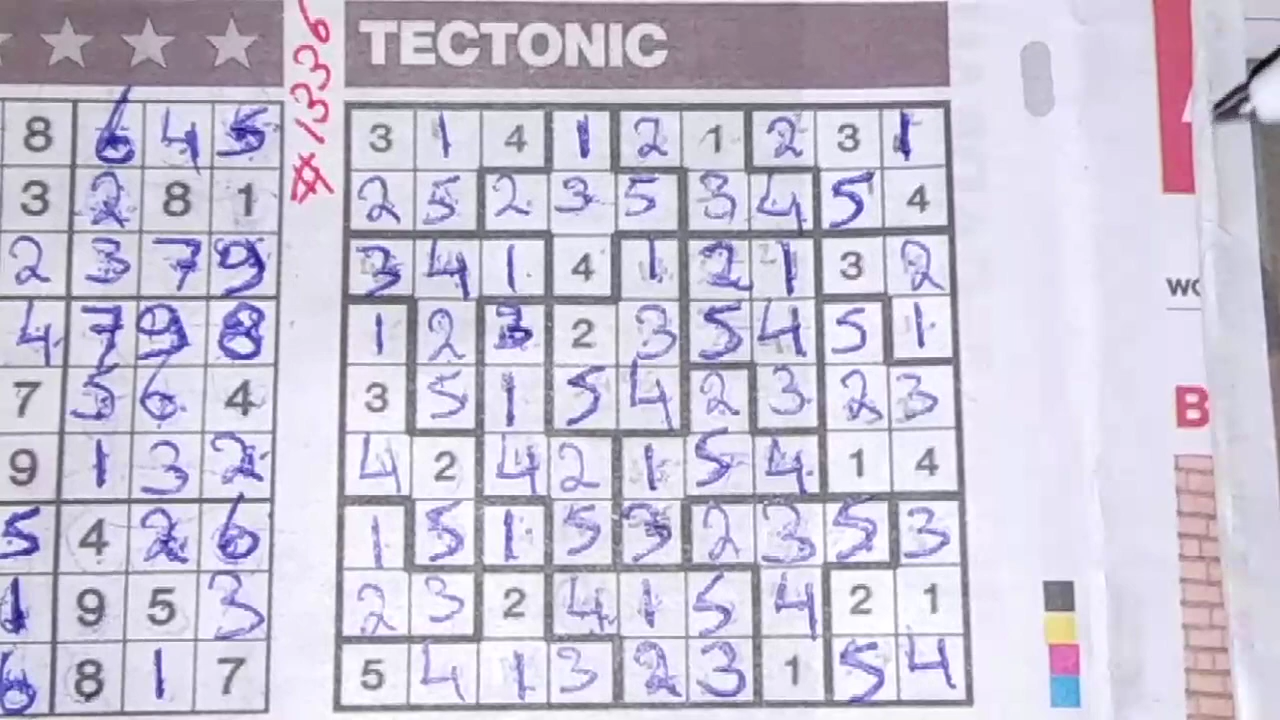 TECTONIC
#1336
8 6 4 5
3 2 8 1
2 3 7 9
4 7 9 8
7 5 6 4
9 1 3 2
5 4 2 6
1 9 5 3
6 8 1 7
3 1 4 1 2 1 2 3 1
2 5 2 3 5 3 4 5 4
3 4 1 4 1 2 1 3 2
1 2 3 2 3 5 4 5 1
3 5 1 5 4 2 3 2 3
4 2 4 2 1 5 4 1 4
1 5 1 5 3 2 3 5 3
2 3 2 4 1 5 4 2 1
5 4 1 3 2 3 1 5 4
B